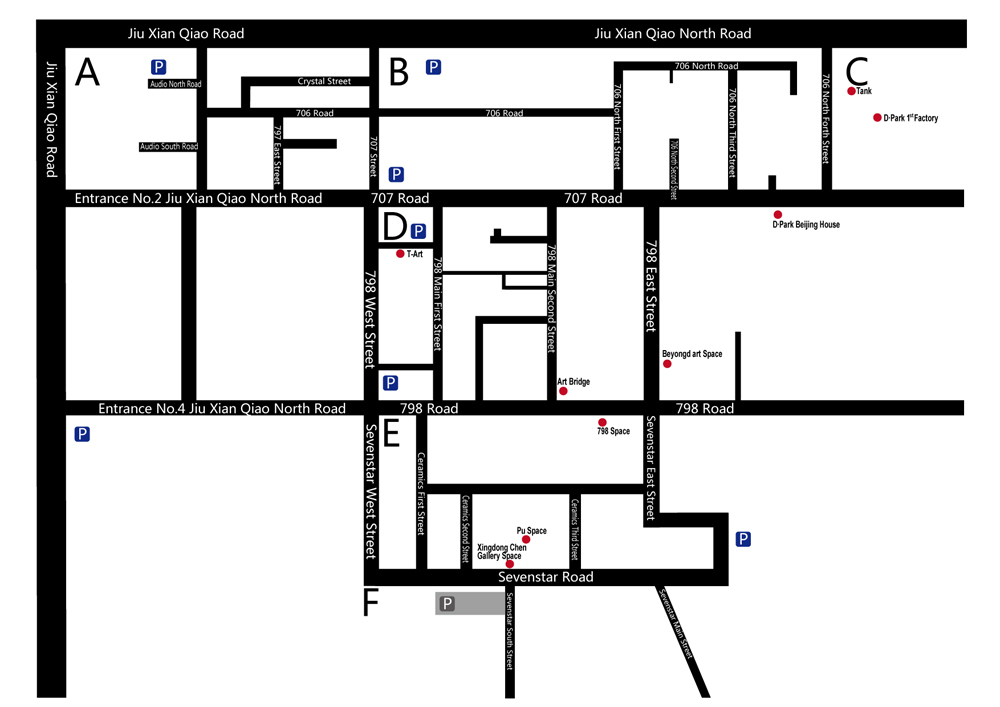 Jiu Xian Qiao Road
Jiu Xian Qiao North Road
Jiu Xian Qiao Road
A
P
Audio North Road
Audio South Road
Crystal Street
706 Road
797 East Street
707 Street
B
P
706 Road
P
706 North Road
706 North First Street
706 North Second Street
706 North Third Street
706 North Forth Street
C
Tank
D·Park 1st Factory
Entrance No.2 Jiu Xian Qiao North Road
707 Road
707 Road
D
P
T-Art
798 West Street
798 Main First Street
798 Main Second Street
798 East Street
D·Park Beijing House
Beyongd art Space
Art Bridge
P
Entrance No.4 Jiu Xian Qiao North Road
798 Road
798 Road
P
E
798 Space
Sevenstar West Street
Ceramics First Street
Ceramics Second Street
Ceramics Third Street
Sevenstar East Street
Pu Space
Xingdong Chen
Gallery Space
P
Sevenstar Road
F
P
Sevenstar South Street
Sevenstar Main Street